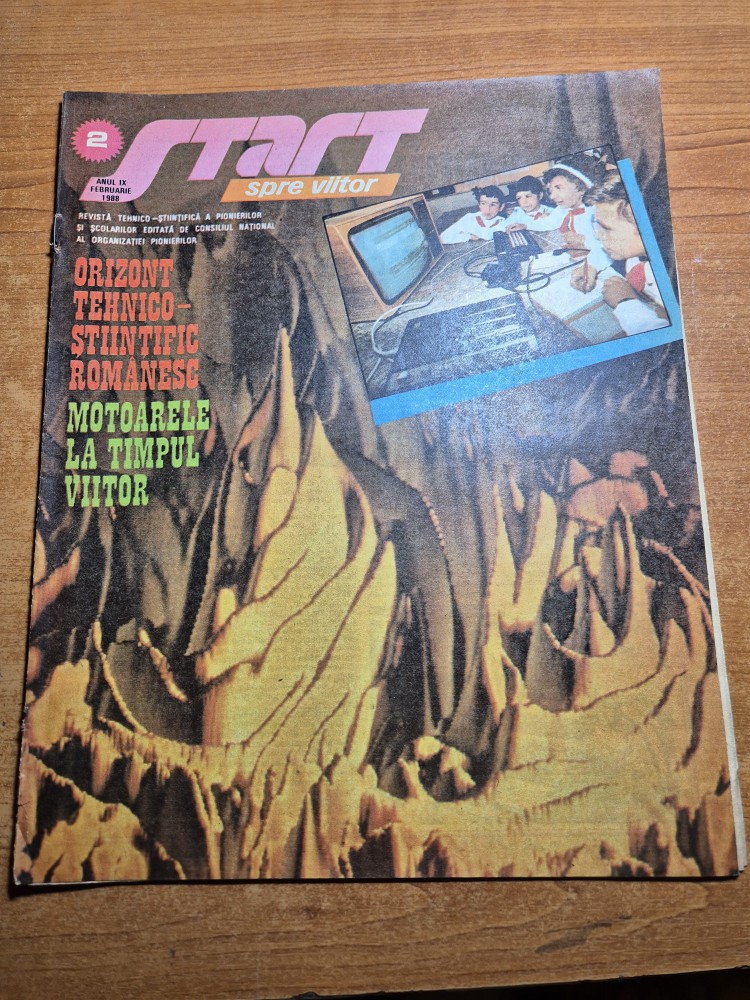 2
START
spre viitor
ANUL IX
FEBRUARIE
1988
REVISTĂ TEHNICO-ȘTIINȚIFICĂ A PIONIERILOR
ȘI ȘCOLARILOR EDITATĂ DE CONSILIUL NAȚIONAL
AL ORGANIZAȚIEI PIONIERILOR
ORIZONT
TEHNICO-
ȘTIINȚIFIC
ROMÂNESC
MOTOARELE
LA TIMPUL
VIITOR